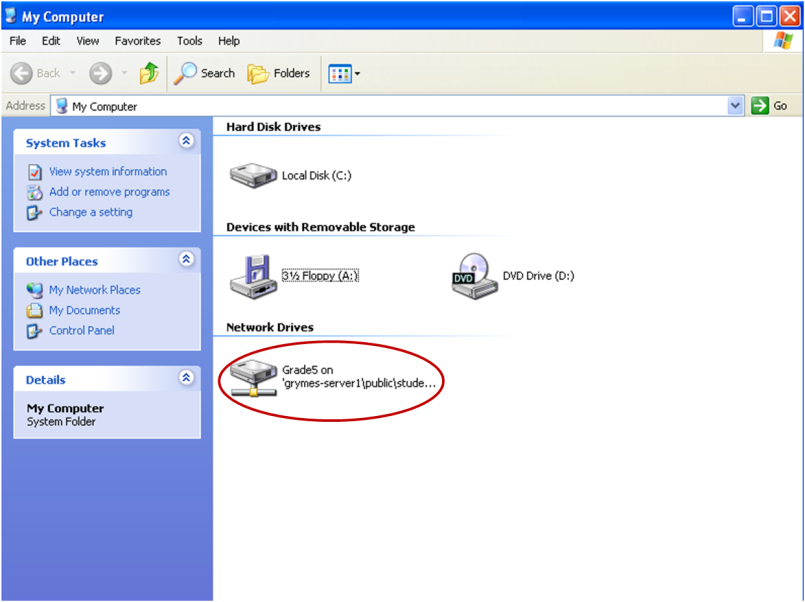 My Computer
File Edit View Favorites Tools Help
Back Search Folders
Address My Computer Go
System Tasks
View system information
Add or remove programs
Change a setting
Other Places
My Network Places
My Documents
Control Panel
Details
My Computer
System Folder
Hard Disk Drives
Local Disk (C:)
Devices with Removable Storage
3½ Floppy (A:)
DVD
DVD Drive (D:)
Network Drives
Grade5 on
'grymes-server1\public\stude...